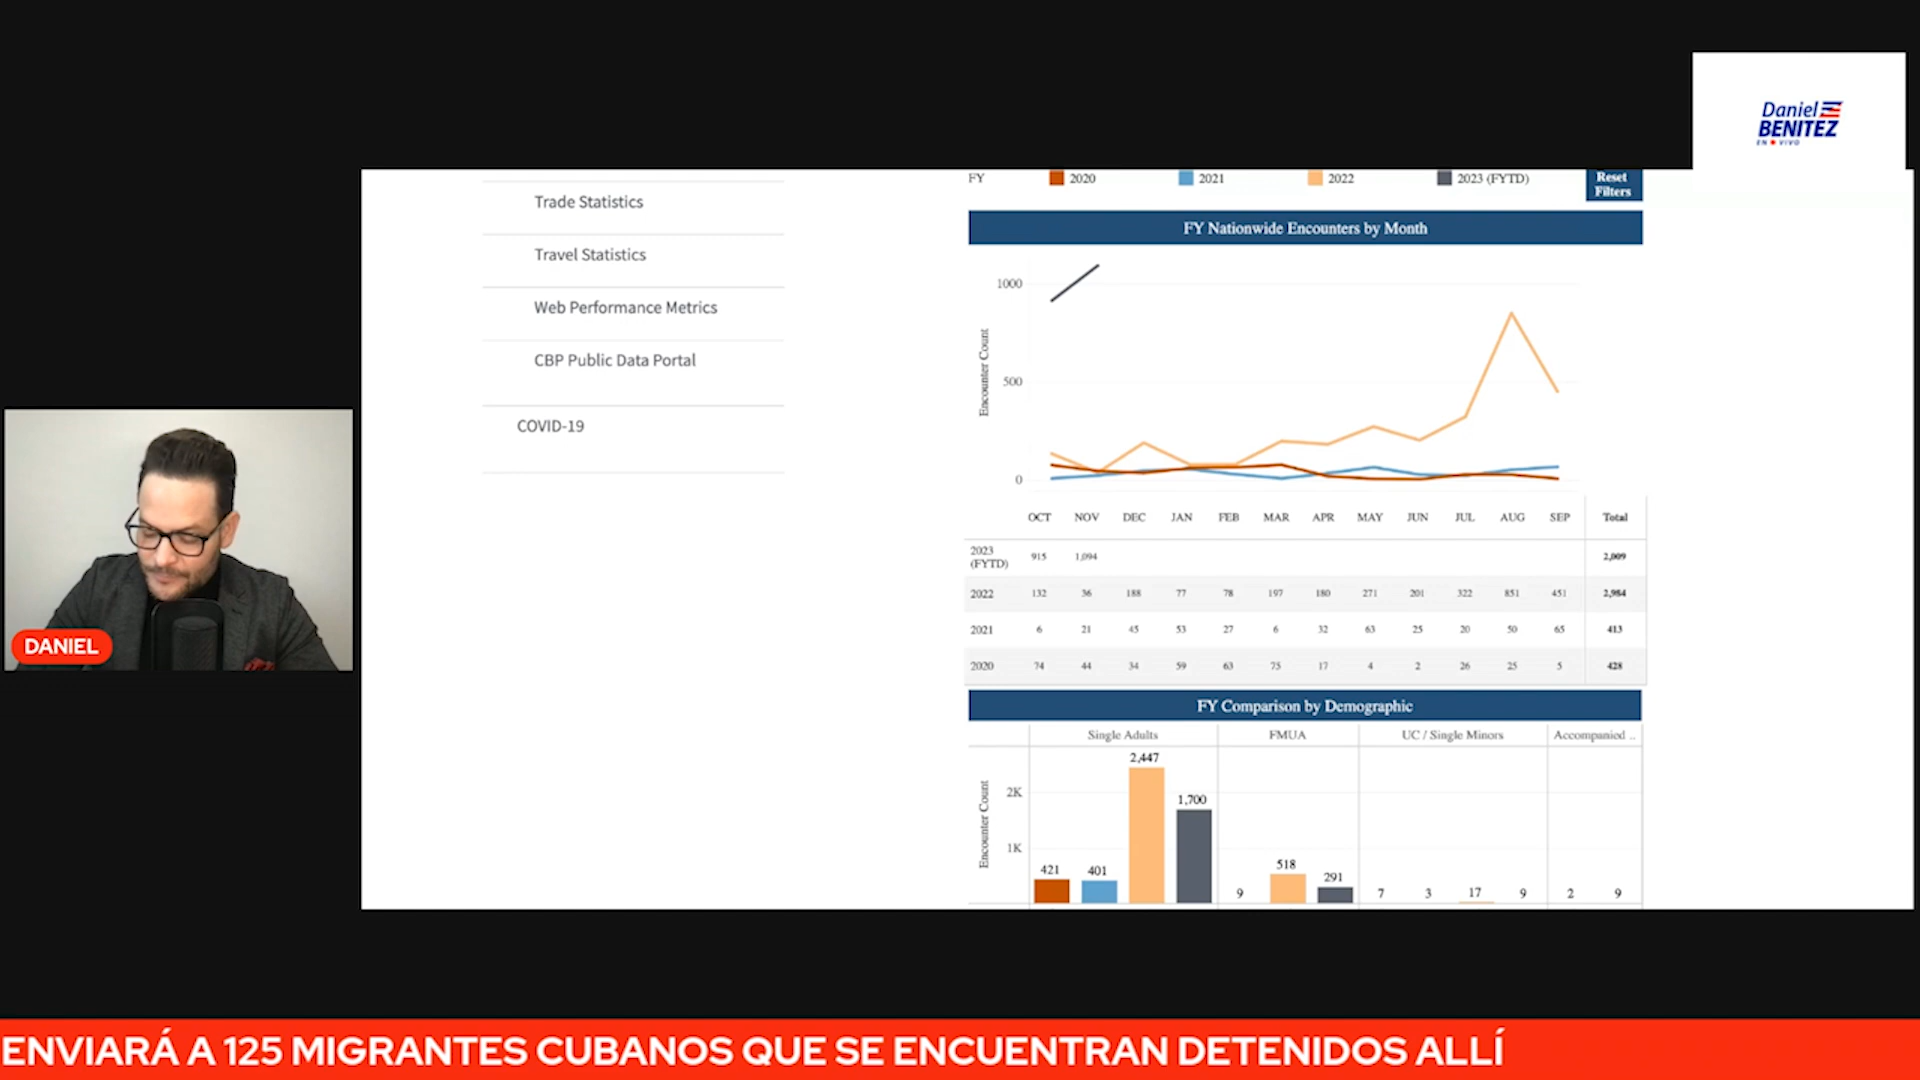 Daniel
BENITEZ
EN VIVO
Trade Statistics
Travel Statistics
Web Performance Metrics
CBP Public Data Portal
COVID-19
FY 2020 2021 2022 2023 (FYTD)
Reset
Filters
FY Nationwide Encounters by Month
Encounter Count
1000
500
0
OCT NOV DEC JAN FEB MAR APR MAY JUN JUL AUG SEP Total
2023
(FYTD) 915 1,094 2,009
2022 132 36 188 77 78 197 180 271 201 322 851 451 2,984
2021 6 21 45 53 27 6 32 63 25 20 50 65 413
2020 74 44 34 59 63 75 17 4 2 26 25 5 428
FY Comparison by Demographic
Single Adults FMUA UC / Single Minors Accompanied ..
Encounter Count
2K
1K
421 401 2,447 1,700 9 518 291 7 3 17 9 2 9
DANIEL
ENVIARÁ A 125 MIGRANTES CUBANOS QUE SE ENCUENTRAN DETENIDOS ALLÍ